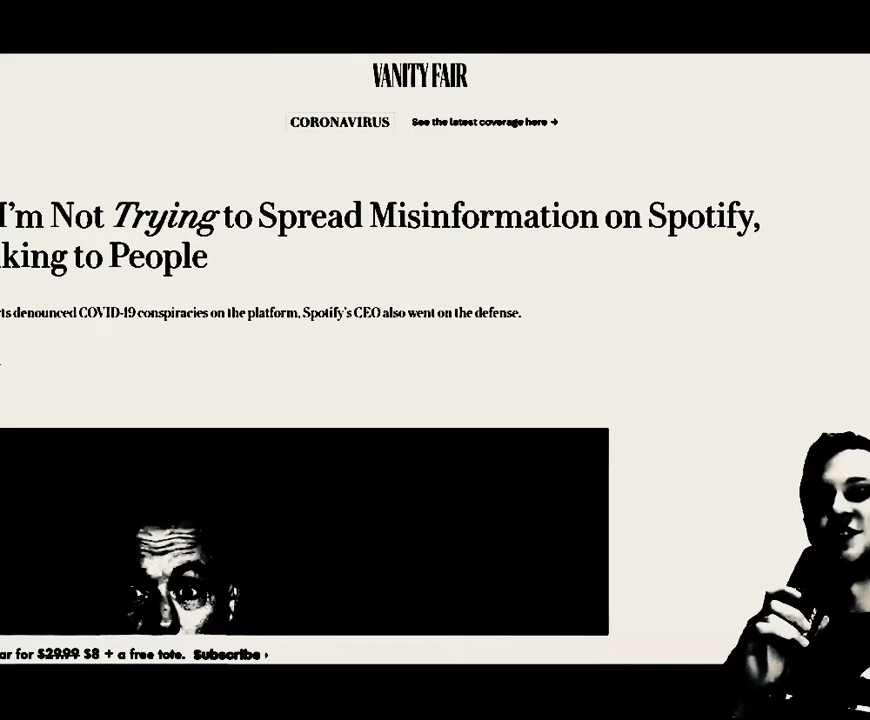 VANITY FAIR
CORONAVIRUS See the latest coverage here →
I'm Not Trying to Spread Misinformation on Spotify,
king to People
ts denounced COVID-19 conspiracies on the platform, Spotify's CEO also went on the defense.
ar for $29.99 $8 + a free tote. Subscribe ›